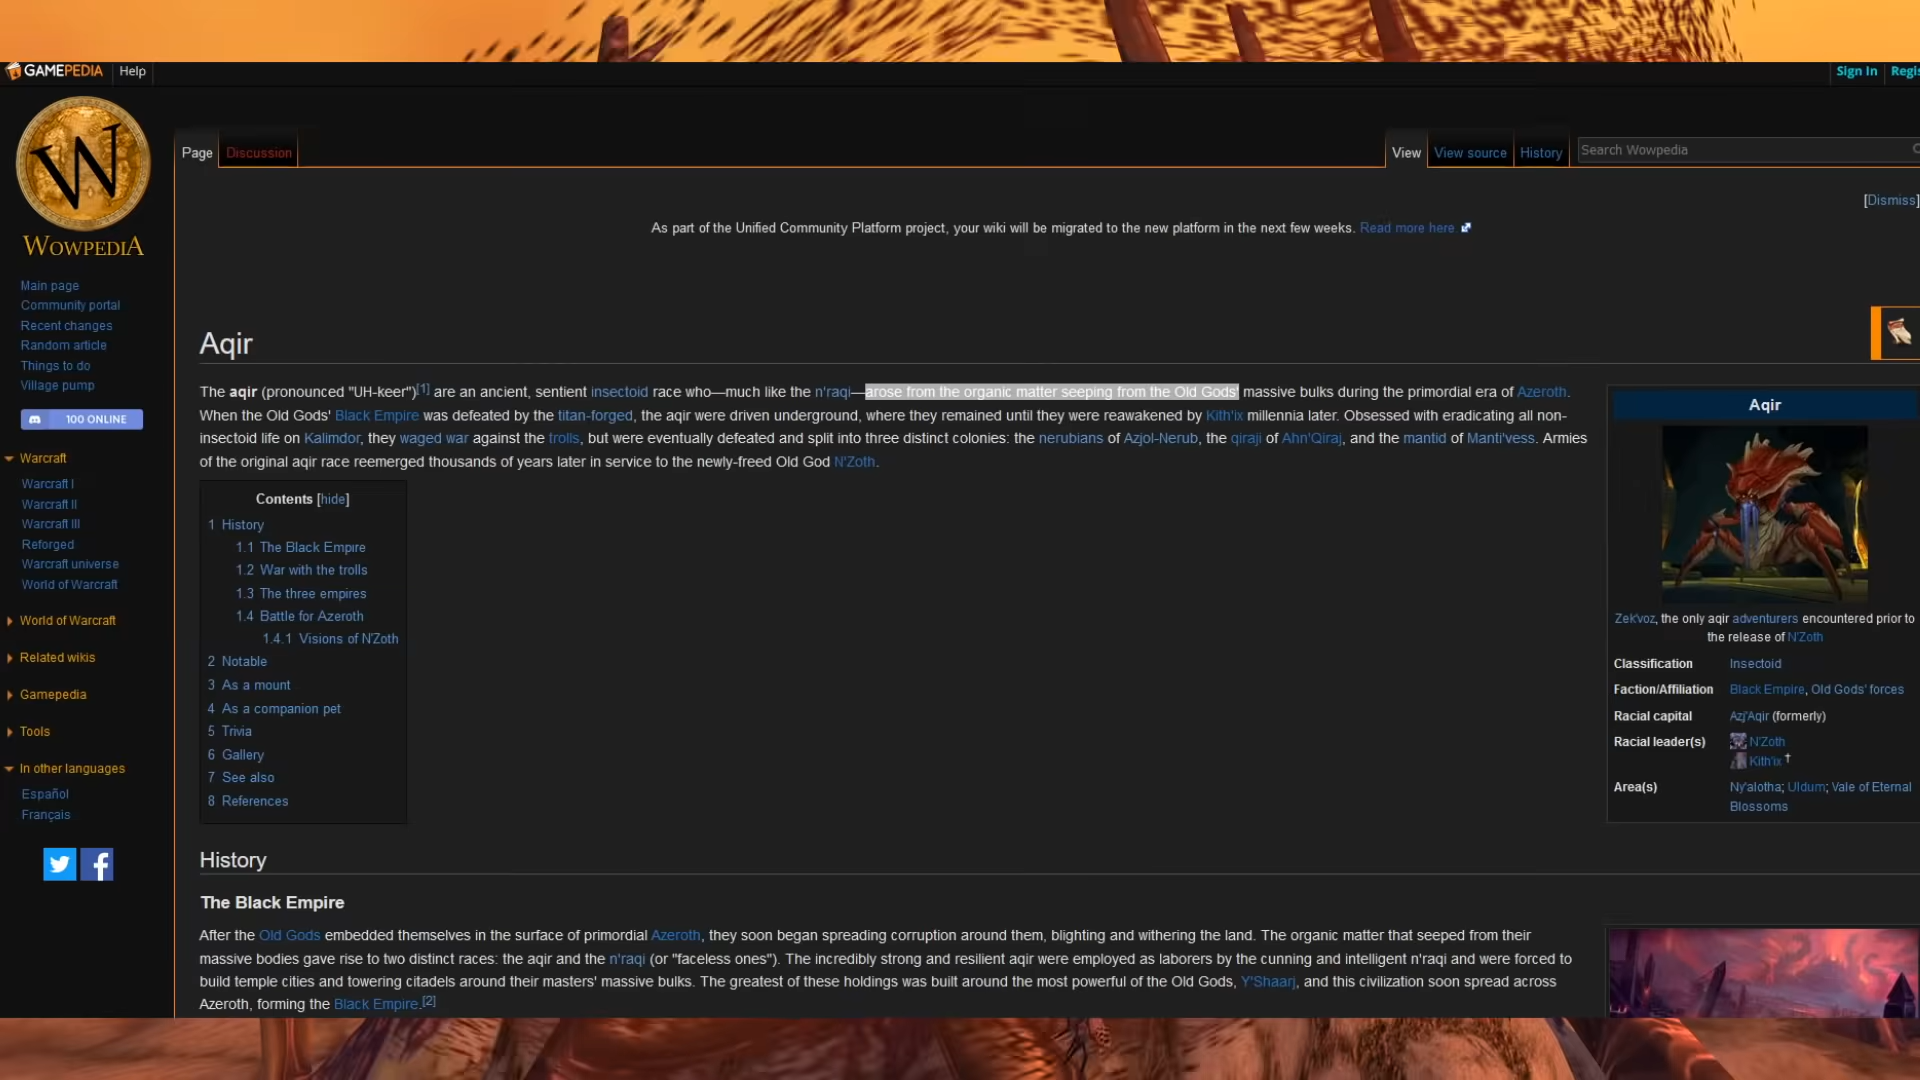 GAMEPEDIA Help
Sign In Regis
W
WOWPEDIA
Page Discussion
View View source History Search Wowpedia
[Dismiss]
As part of the Unified Community Platform project, your wiki will be migrated to the new platform in the next few weeks. Read more here.
Main page
Community portal
Recent changes
Random article
Things to do
Village pump
100 ONLINE
Warcraft
Warcraft I
Warcraft II
Warcraft III
Reforged
Warcraft universe
World of Warcraft
World of Warcraft
Related wikis
Gamepedia
Tools
In other languages
Español
Français
Aqir
The aqir (pronounced "UH-keer")[1] are an ancient, sentient insectoid race who—much like the n'raqi—arose from the organic matter seeping from the Old Gods' massive bulks during the primordial era of Azeroth.
When the Old Gods' Black Empire was defeated by the titan-forged, the aqir were driven underground, where they remained until they were reawakened by Kith'ix millennia later. Obsessed with eradicating all non-
insectoid life on Kalimdor, they waged war against the trolls, but were eventually defeated and split into three distinct colonies: the nerubians of Azjol-Nerub, the qiraji of Ahn'Qiraj, and the mantid of Manti'vess. Armies
of the original aqir race reemerged thousands of years later in service to the newly-freed Old God N'Zoth.
Contents [hide]
1 History
1.1 The Black Empire
1.2 War with the trolls
1.3 The three empires
1.4 Battle for Azeroth
1.4.1 Visions of N'Zoth
2 Notable
3 As a mount
4 As a companion pet
5 Trivia
6 Gallery
7 See also
8 References
Aqir
Zek'voz, the only aqir adventurers encountered prior to
the release of N'Zoth
Classification Insectoid
Faction/Affiliation Black Empire, Old Gods' forces
Racial capital Azj'Aqir (formerly)
Racial leader(s) N'Zoth
Kith'ix †
Area(s) Ny'alotha; Uldum; Vale of Eternal
Blossoms
History
The Black Empire
After the Old Gods embedded themselves in the surface of primordial Azeroth, they soon began spreading corruption around them, blighting and withering the land. The organic matter that seeped from their
massive bodies gave rise to two distinct races: the aqir and the n'raqi (or "faceless ones"). The incredibly strong and resilient aqir were employed as laborers by the cunning and intelligent n'raqi and were forced to
build temple cities and towering citadels around their masters' massive bulks. The greatest of these holdings was built around the most powerful of the Old Gods, Y'Shaarj, and this civilization soon spread across
Azeroth, forming the Black Empire.[2]